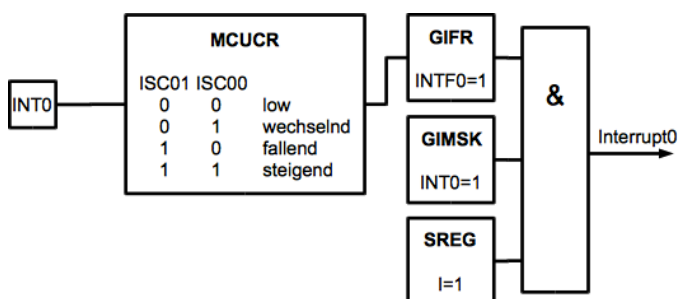 INT0
MCUCR
ISC01 ISC00
0 0 low
0 1 wechselnd
1 0 fallend
1 1 steigend
GIFR
INTF0=1
GIMSK
INT0=1
SREG
I=1
&
Interrupt0